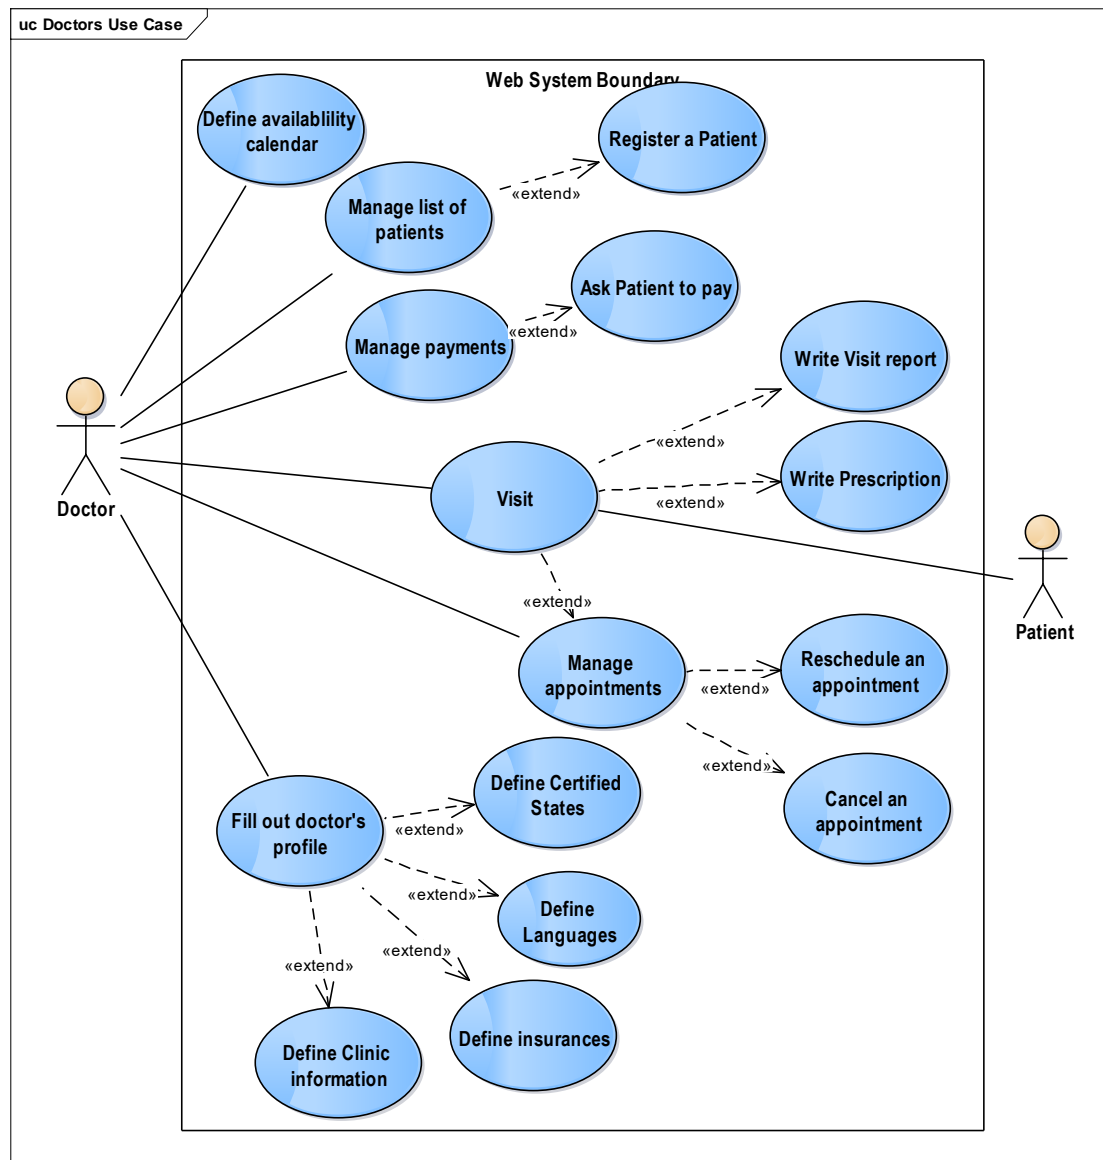 uc Doctors Use Case
Web System Boundary
Define availablility
calendar
Register a Patient
«extend»
Manage list of
patients
Ask Patient to pay
«extend»
Manage payments
Write Visit report
«extend»
Write Prescription
«extend»
Visit
Doctor
«extend»
Patient
Manage
appointments
Reschedule an
appointment
«extend»
«extend»
Cancel an
appointment
Define Certified
States
«extend»
Fill out doctor's
profile
«extend»
Define
Languages
«extend»
«extend»
Define insurances
Define Clinic
information